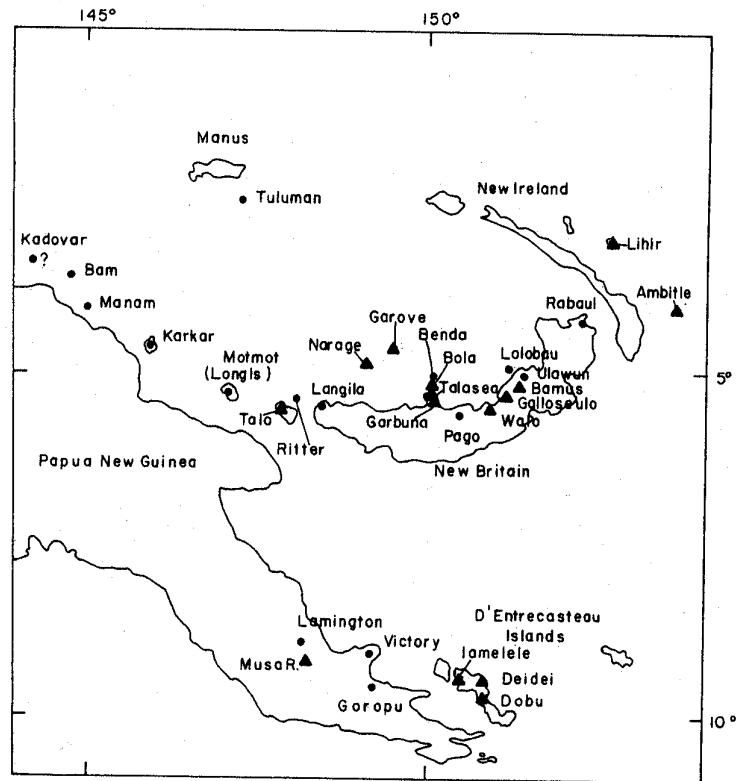 145°
150°
Manus
Tuluman
New Ireland
Kadovar
?
Bam
Lihir
Manam
Ambitle
Rabaul
Garove
Karkar
Narage
Benda
Bola
Lolobau
Motmot
(Longis)
Langila
Talasea
Ulawun
5°
Bamus
Galloseulo
Talo
Garbuna
Walo
Ritter
Pago
Papua New Guinea
New Britain
Lamington
D'Entrecasteau
Islands
Victory
Iamelele
Musa R.
Deidei
Goropu
Dobu
10°